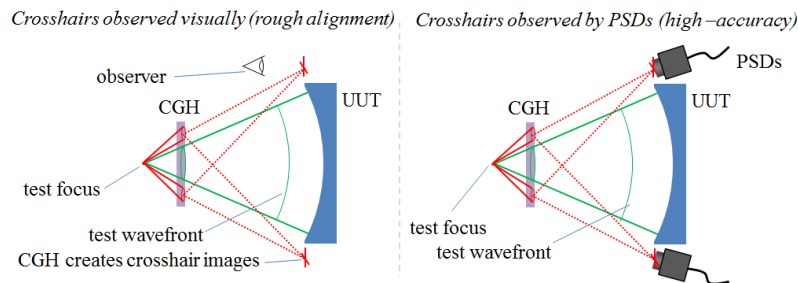 Crosshairs observed visually (rough alignment)
observer
CGH
UUT
test focus
test wavefront
CGH creates crosshair images
Crosshairs observed by PSDs (high –accuracy)
PSDs
CGH
UUT
test focus
test wavefront